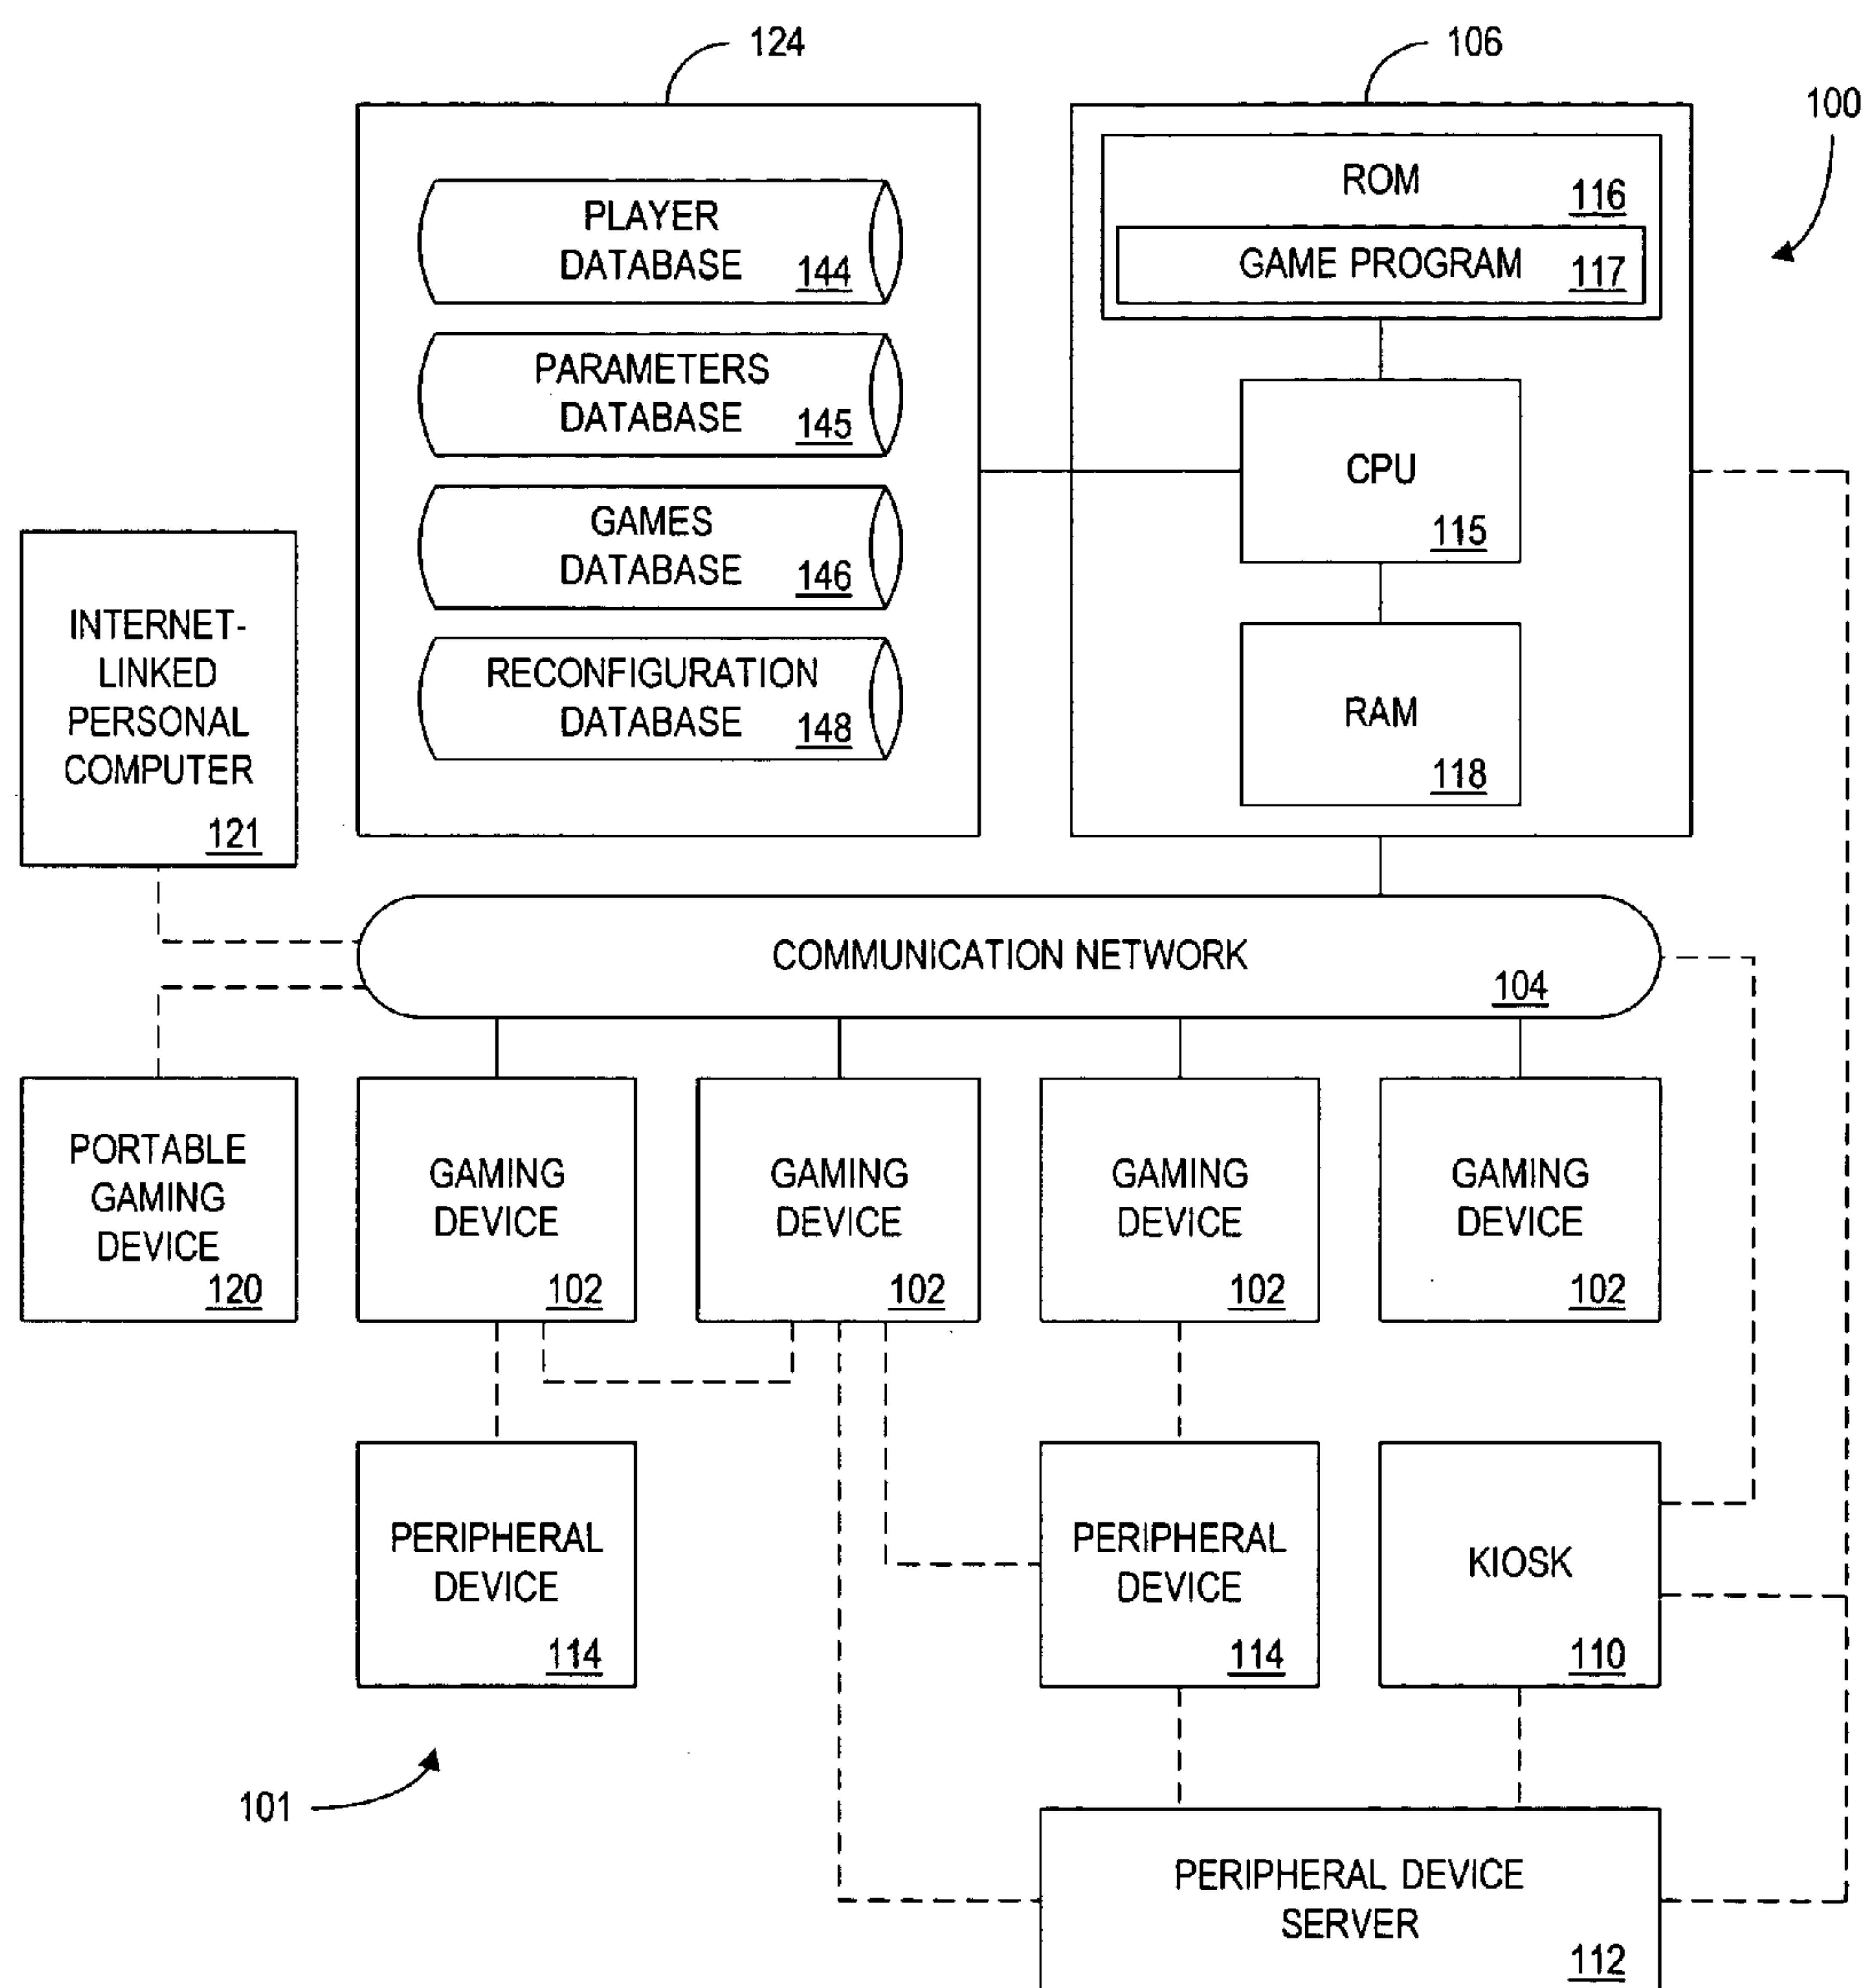 124
106
100
PLAYER
DATABASE
144
PARAMETERS
DATABASE
145
GAMES
DATABASE
146
RECONFIGURATION
DATABASE
148
ROM
116
GAME PROGRAM
117
CPU
115
RAM
118
INTERNET-
LINKED
PERSONAL
COMPUTER
121
COMMUNICATION NETWORK
104
PORTABLE
GAMING
DEVICE
120
GAMING
DEVICE
102
GAMING
DEVICE
102
GAMING
DEVICE
102
GAMING
DEVICE
102
PERIPHERAL
DEVICE
114
PERIPHERAL
DEVICE
114
KIOSK
110
101
PERIPHERAL DEVICE
SERVER
112